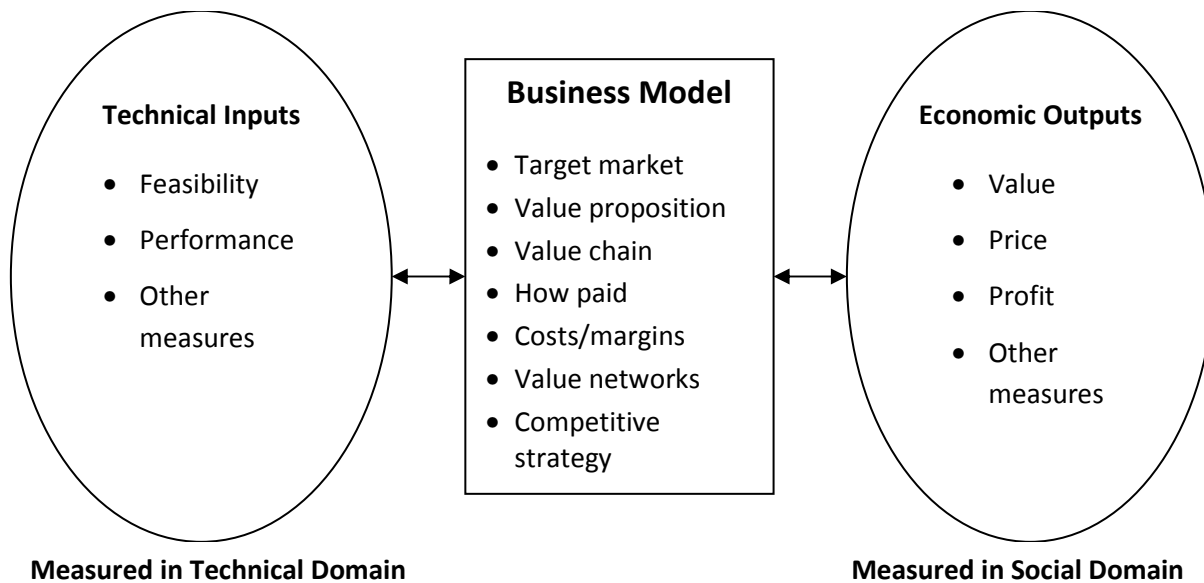 Technical Inputs
• Feasibility
• Performance
• Other
measures
Measured in Technical Domain
Business Model
• Target market
• Value proposition
• Value chain
• How paid
• Costs/margins
• Value networks
• Competitive
strategy
Economic Outputs
• Value
• Price
• Profit
• Other
measures
Measured in Social Domain